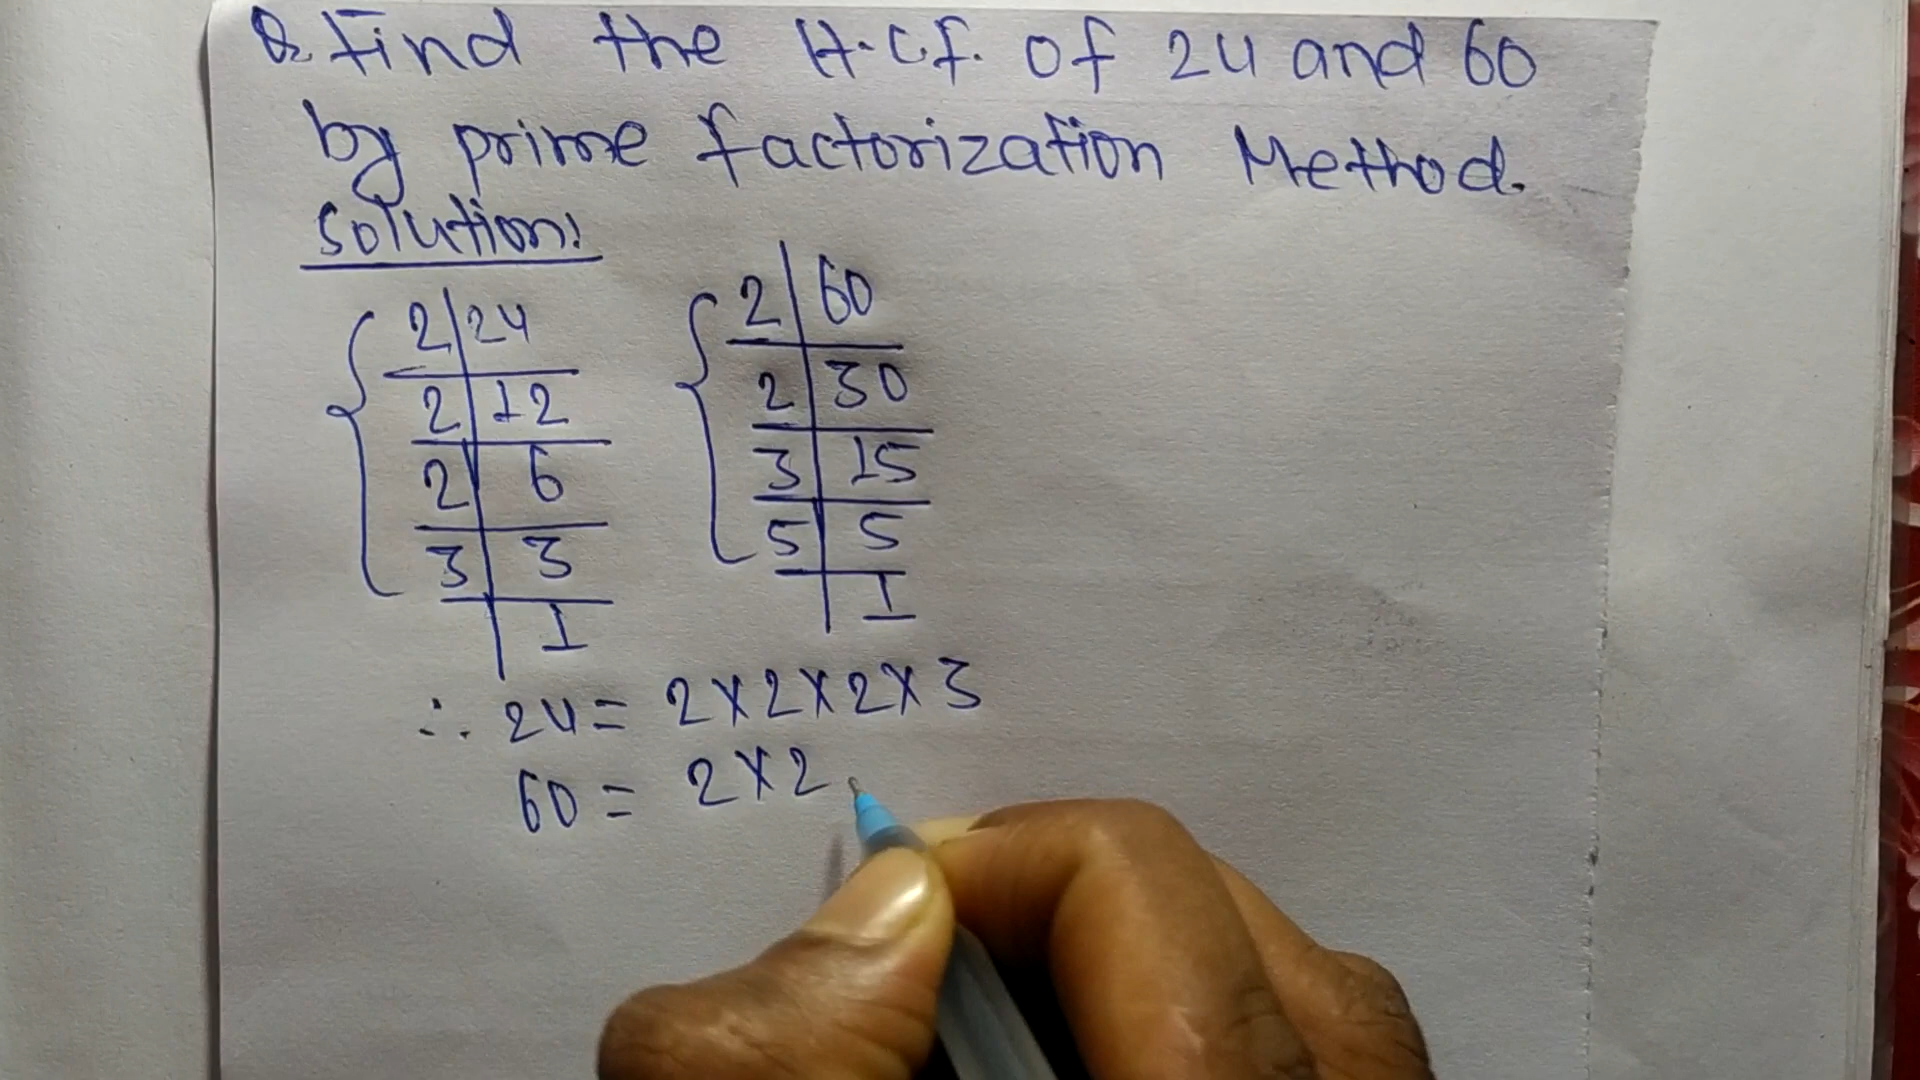 Q. Find the H.C.F. Of 24 and 60
by prime factorization Method.
Solution:
2|24
2|12
2|6
3|3
|1
2|60
2|30
3|15
5|5
|1
∴ 24 = 2×2×2×3
60 = 2×2